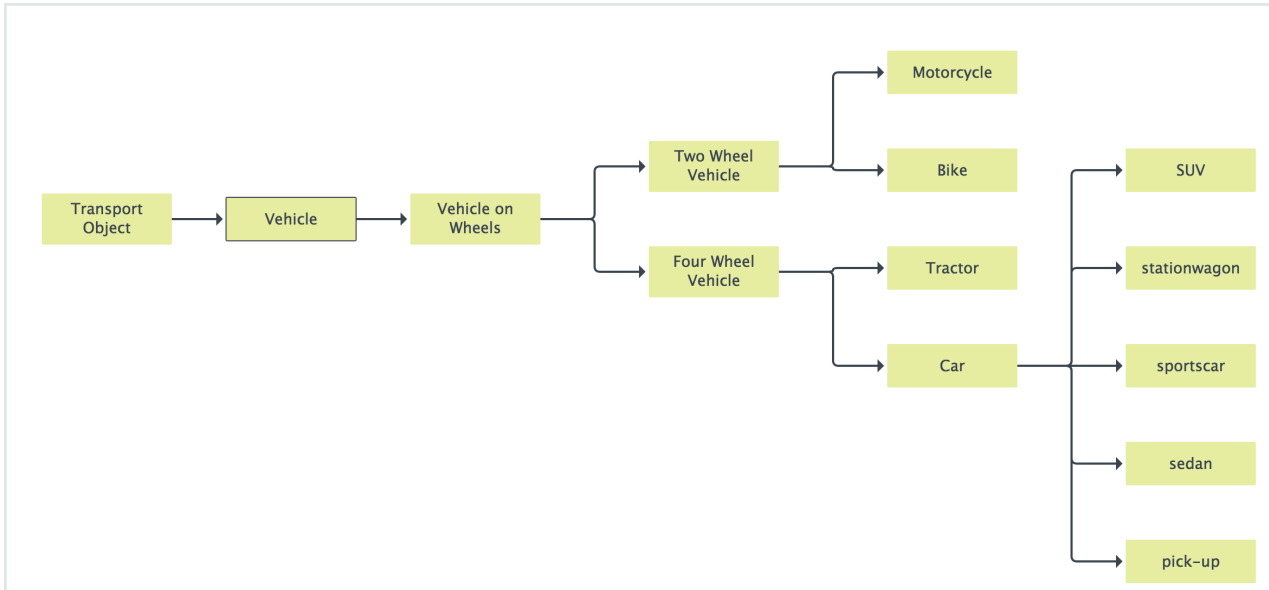 Transport
Object
Vehicle
Vehicle on
Wheels
Two Wheel
Vehicle
Four Wheel
Vehicle
Motorcycle
Bike
Tractor
Car
SUV
stationwagon
sportscar
sedan
pick-up